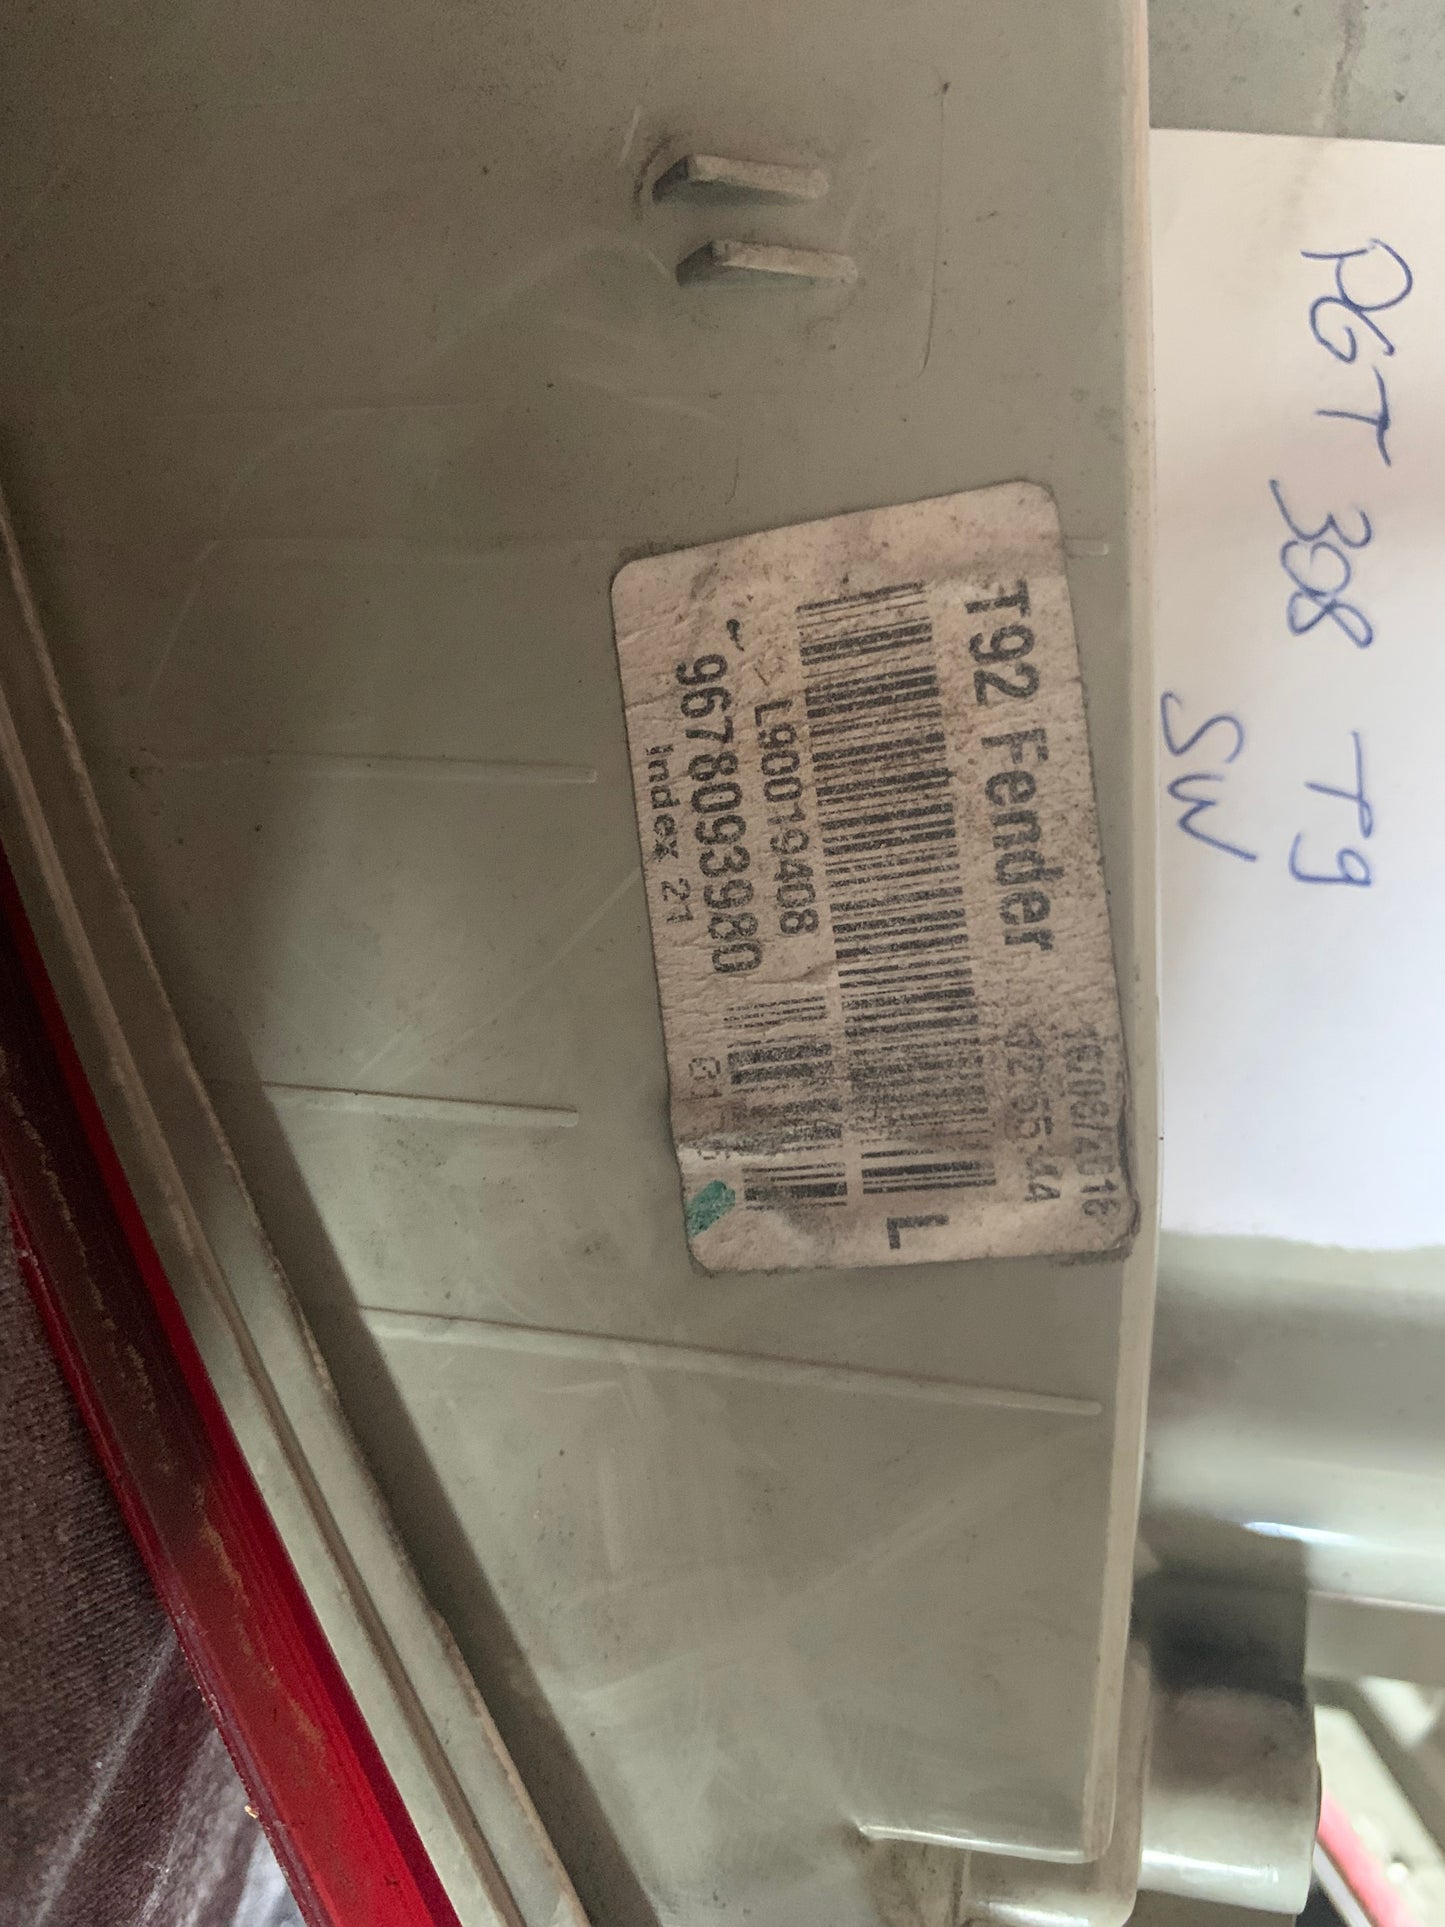 PGT 308 T9
SW
T92 Fender
L
L90019408
9678093980
Index 21